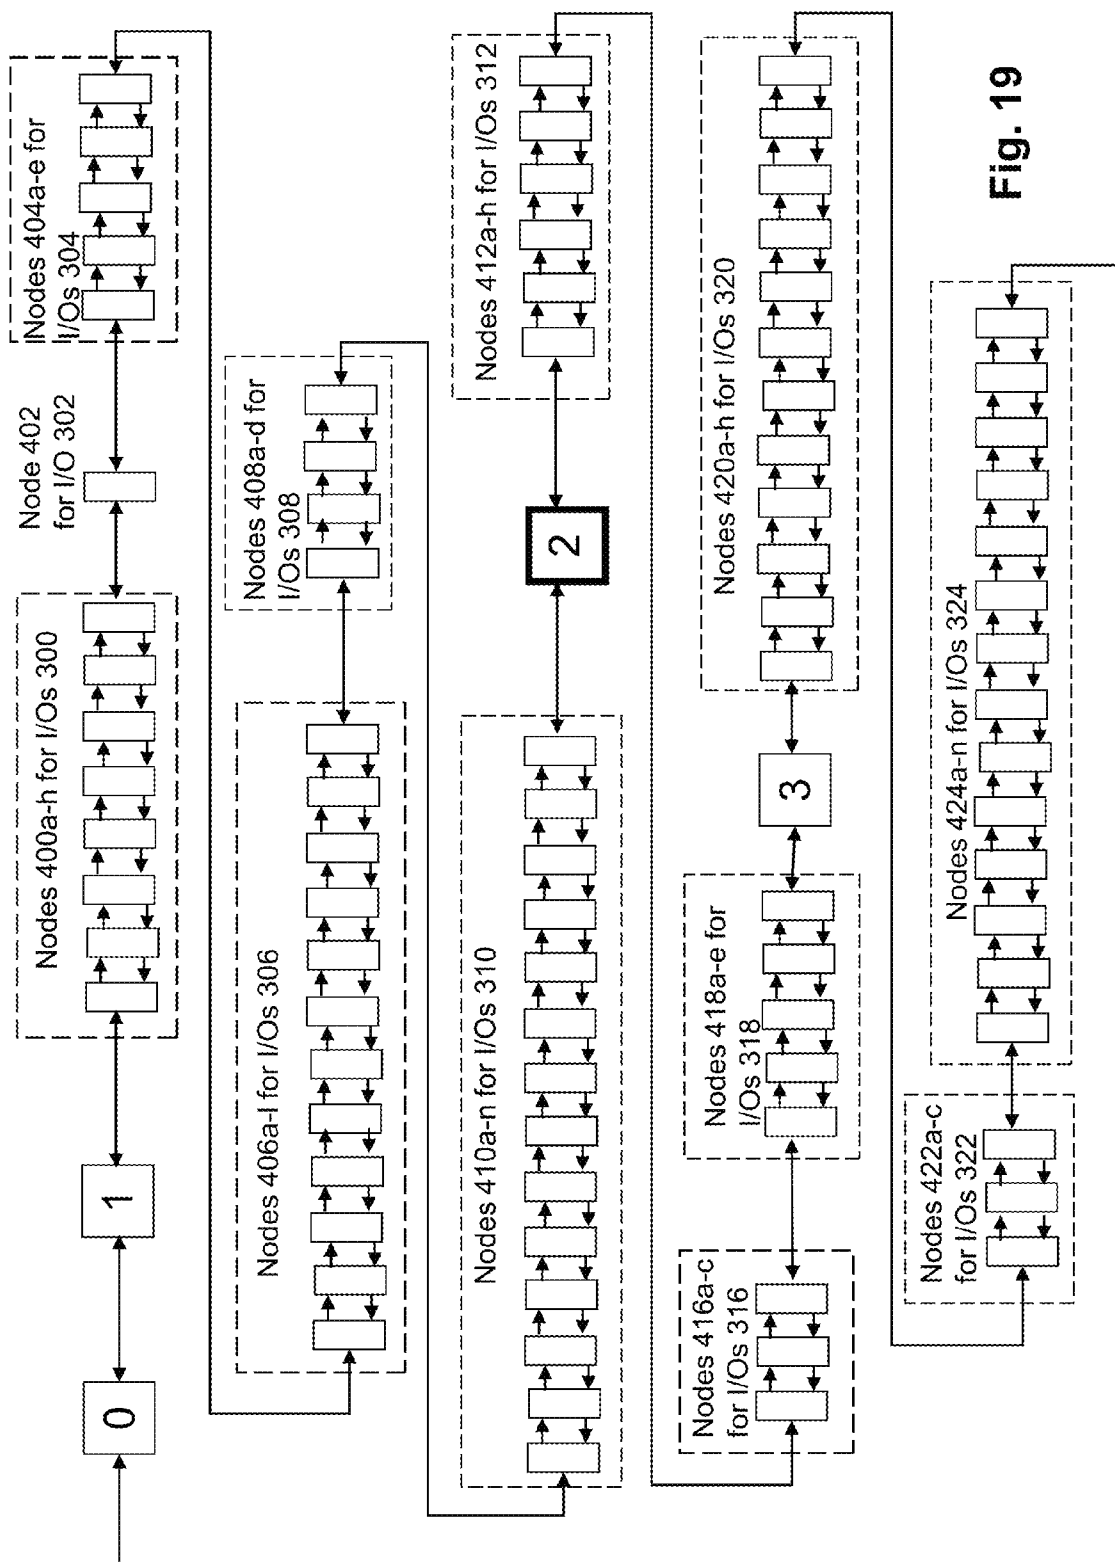 0
1
Nodes 400a-h for I/Os 300
Node 402
for I/O 302
Nodes 404a-e for
I/Os 304
Nodes 406a-l for I/Os 306
Nodes 408a-d for
I/Os 308
Nodes 410a-n for I/Os 310
2
Nodes 412a-h for I/Os 312
Nodes 416a-c
for I/Os 316
Nodes 418a-e for
I/Os 318
3
Nodes 420a-h for I/Os 320
Nodes 422a-c
for I/Os 322
Nodes 424a-n for I/Os 324
Fig. 19